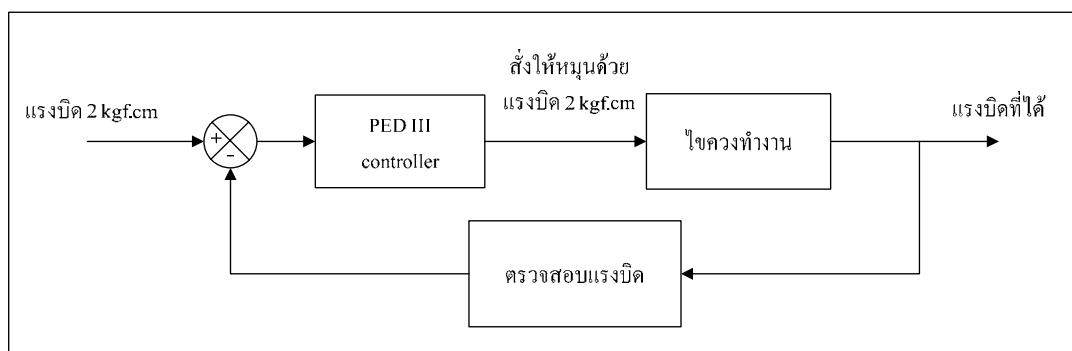 แรงบิด 2 kgf.cm
+
-
PED III
controller
สั่งให้หมุนด้วย
แรงบิด 2 kgf.cm
ไขควงทำงาน
แรงบิดที่ได้
ตรวจสอบแรงบิด